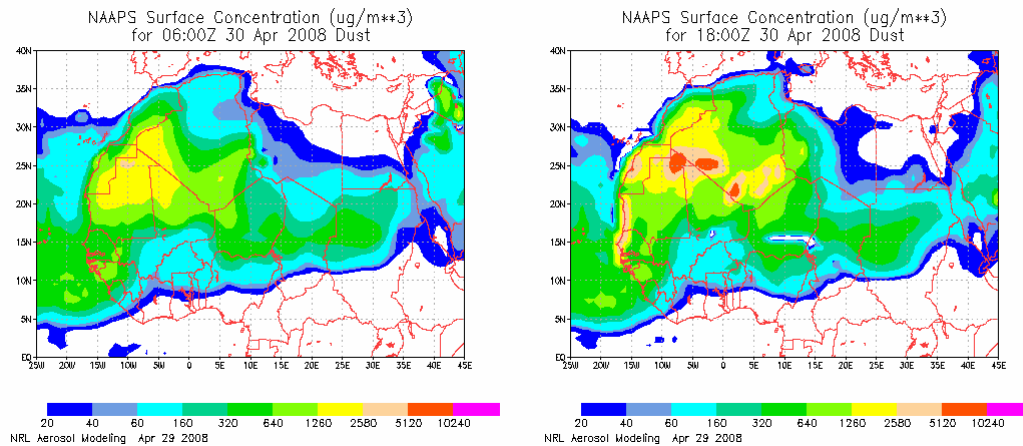 NAAPS Surface Concentration (ug/m**3)
for 06:00Z 30 Apr 2008 Dust
40N
35N
30N
25N
20N
15N
10N
5N
EQ
25W 20W 15W 10W 5W 0 5E 10E 15E 20E 25E 30E 35E 40E 45E
20 40 80 160 320 640 1260 2580 5120 10240
NRL Aerosol Modeling Apr 29 2008
NAAPS Surface Concentration (ug/m**3)
for 18:00Z 30 Apr 2008 Dust
40N
35N
30N
25N
20N
15N
10N
5N
EQ
25W 20W 15W 10W 5W 0 5E 10E 15E 20E 25E 30E 35E 40E 45E
20 40 60 160 320 640 1260 2580 5120 10240
NRL Aerosol Modeling Apr 29 2008